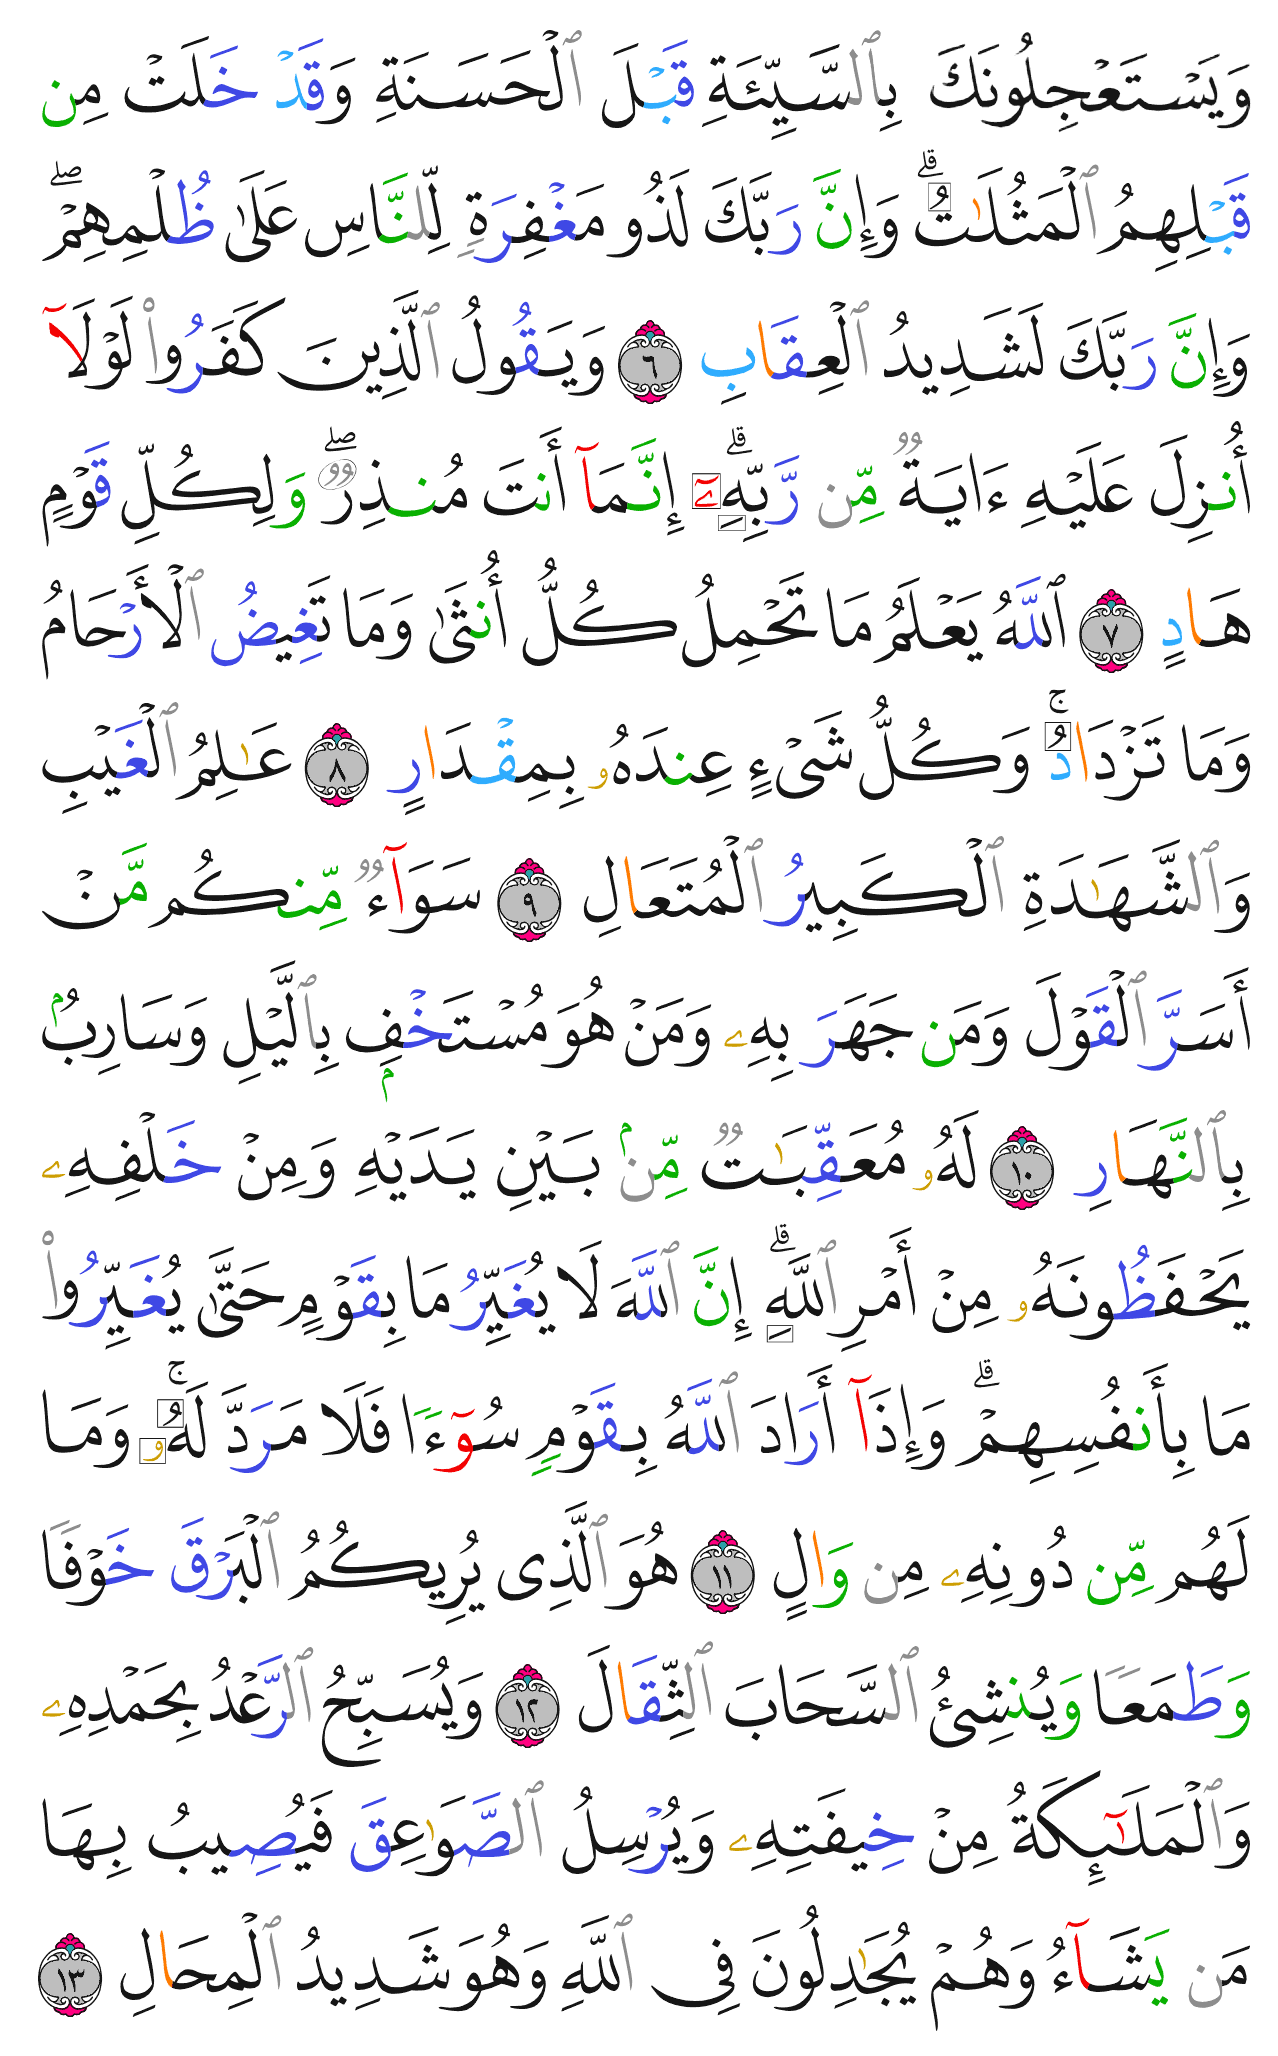 وَيَسۡتَعۡجِلُونَكَ بِٱلسَّيِّئَةِ قَبۡلَ ٱلۡحَسَنَةِ وَقَدۡ خَلَتۡ مِن
قَبۡلِهِمُ ٱلۡمَثُلَٰتُۗ وَإِنَّ رَبَّكَ لَذُو مَغۡفِرَةٖ لِّلنَّاسِ عَلَىٰ ظُلۡمِهِمۡۖ
وَإِنَّ رَبَّكَ لَشَدِيدُ ٱلۡعِقَابِ ٦ وَيَقُولُ ٱلَّذِينَ كَفَرُواْ لَوۡلَآ
أُنزِلَ عَلَيۡهِ ءَايَةٞ مِّن رَّبِّهِۦٓۗ إِنَّمَآ أَنتَ مُنذِرٞۖ وَلِكُلِّ قَوۡمٍ
هَادٍ ٧ ٱللَّهُ يَعۡلَمُ مَا تَحۡمِلُ كُلُّ أُنثَىٰ وَمَا تَغِيضُ ٱلۡأَرۡحَامُ
وَمَا تَزۡدَادُۚ وَكُلُّ شَيۡءٍ عِندَهُۥ بِمِقۡدَارٍ ٨ عَٰلِمُ ٱلۡغَيۡبِ
وَٱلشَّهَٰدَةِ ٱلۡكَبِيرُ ٱلۡمُتَعَالِ ٩ سَوَآءٞ مِّنكُم مَّنۡ
أَسَرَّ ٱلۡقَوۡلَ وَمَن جَهَرَ بِهِۦ وَمَنۡ هُوَ مُسۡتَخۡفِۭ بِٱلَّيۡلِ وَسَارِبُۢ
بِٱلنَّهَارِ ١٠ لَهُۥ مُعَقِّبَٰتٞ مِّنۢ بَيۡنِ يَدَيۡهِ وَمِنۡ خَلۡفِهِۦ
يَحۡفَظُونَهُۥ مِنۡ أَمۡرِ ٱللَّهِۗ إِنَّ ٱللَّهَ لَا يُغَيِّرُ مَا بِقَوۡمٍ حَتَّىٰ يُغَيِّرُواْ
مَا بِأَنفُسِهِمۡۗ وَإِذَآ أَرَادَ ٱللَّهُ بِقَوۡمٖ سُوٓءٗا فَلَا مَرَدَّ لَهُۥۚ وَمَا
لَهُم مِّن دُونِهِۦ مِن وَالٍ ١١ هُوَ ٱلَّذِي يُرِيكُمُ ٱلۡبَرۡقَ خَوۡفٗا
وَطَمَعٗا وَيُنشِئُ ٱلسَّحَابَ ٱلثِّقَالَ ١٢ وَيُسَبِّحُ ٱلرَّعۡدُ بِحَمۡدِهِۦ
وَٱلۡمَلَٰٓئِكَةُ مِنۡ خِيفَتِهِۦ وَيُرۡسِلُ ٱلصَّوَٰعِقَ فَيُصِيبُ بِهَا
مَن يَشَآءُ وَهُمۡ يُجَٰدِلُونَ فِي ٱللَّهِ وَهُوَ شَدِيدُ ٱلۡمِحَالِ ١٣